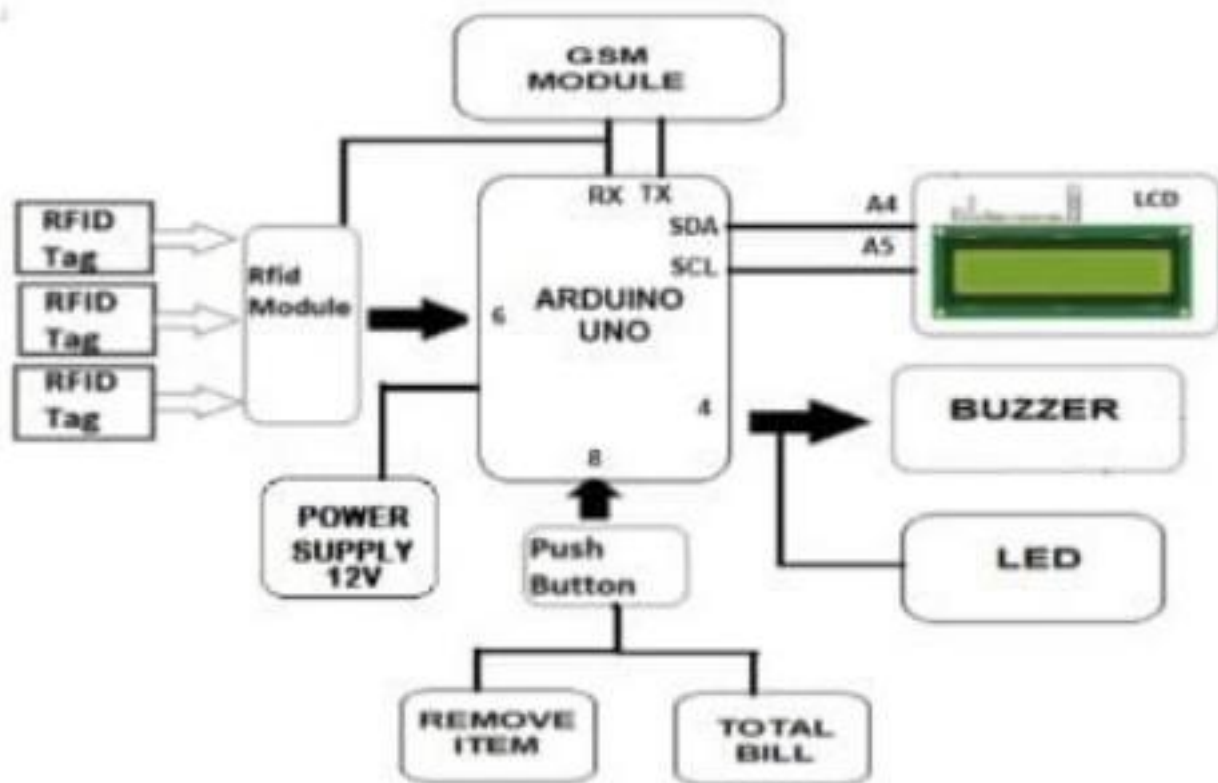 GSM
MODULE
RX TX
SDA
SCL
A4
A5
LCD
RFID
Tag
RFID
Tag
RFID
Tag
Rfid
Module
6
ARDUINO
UNO
4
8
BUZZER
LED
POWER
SUPPLY
12V
Push
Button
REMOVE
ITEM
TOTAL
BILL